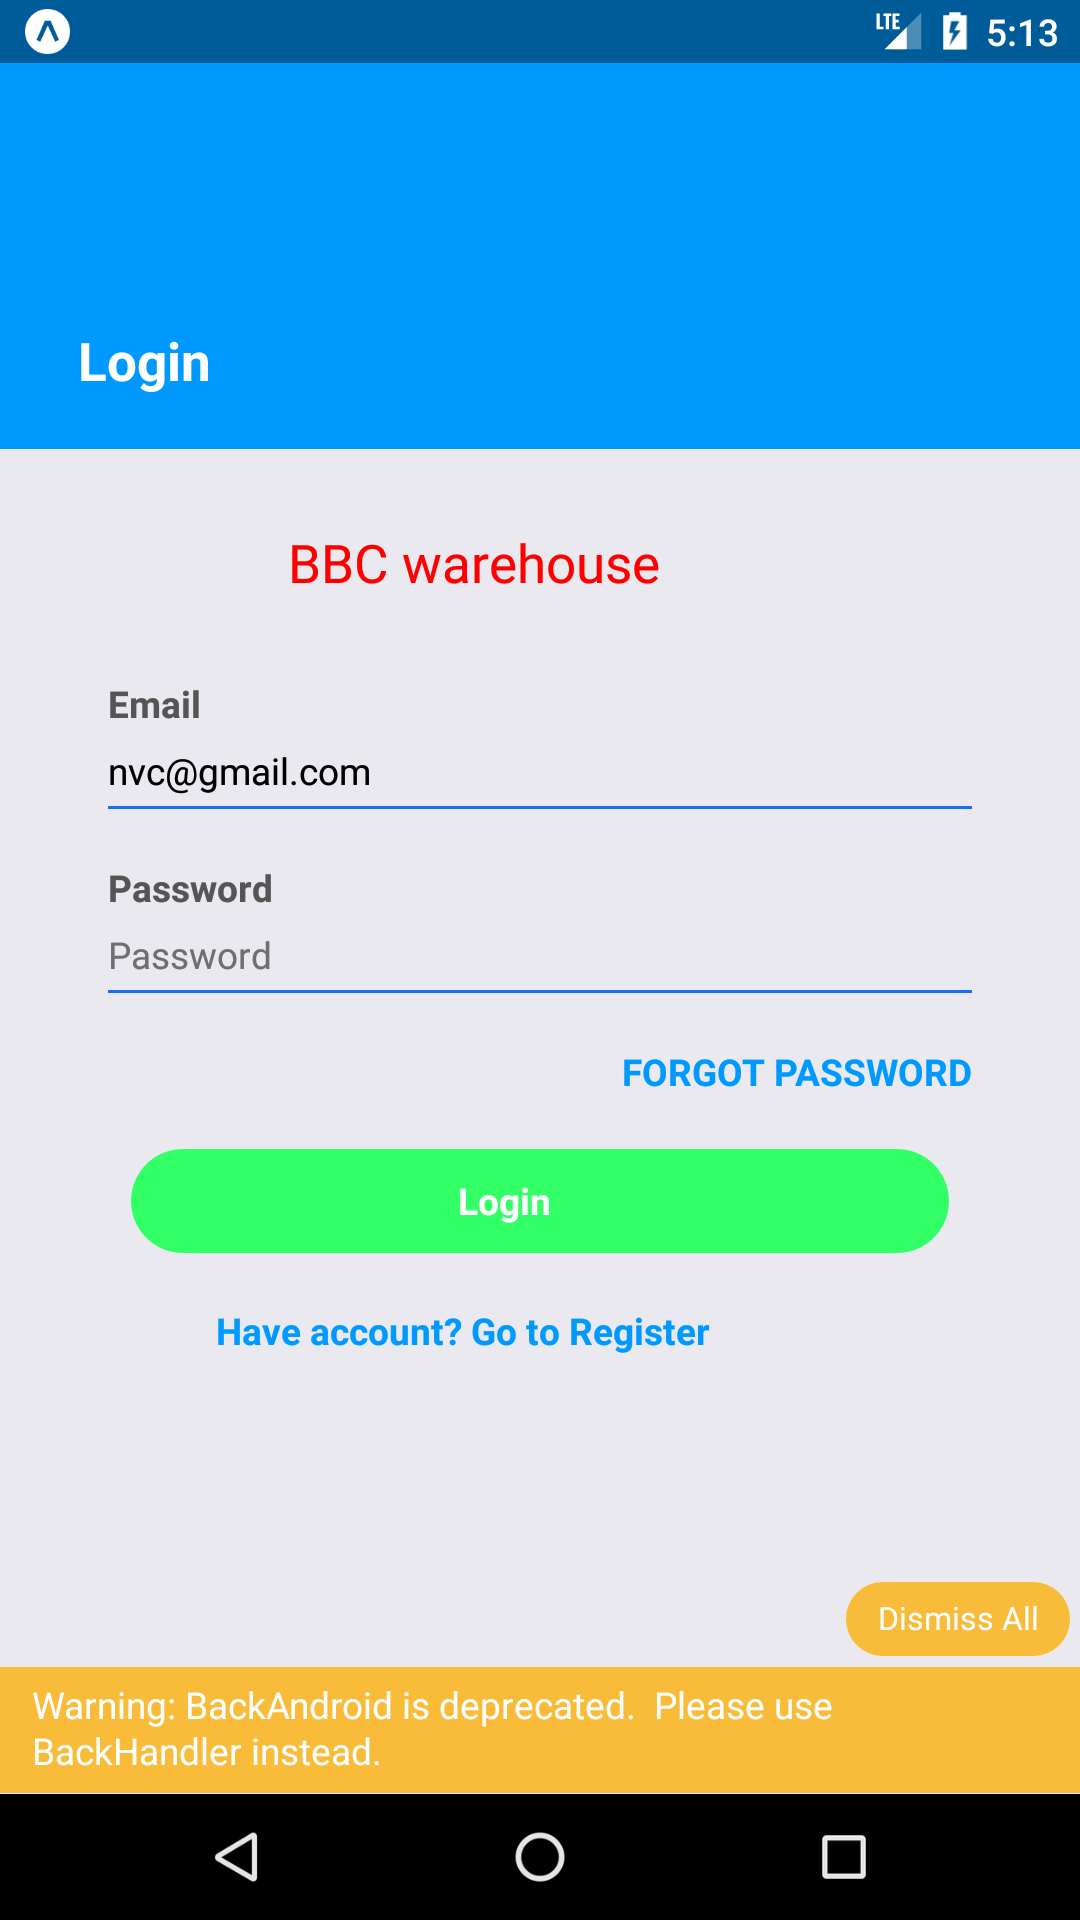 LTE 5:13
Login
BBC warehouse
Email
nvc@gmail.com
Password
Password
FORGOT PASSWORD
Login
Have account? Go to Register
Dismiss All
Warning: BackAndroid is deprecated.  Please use
BackHandler instead.